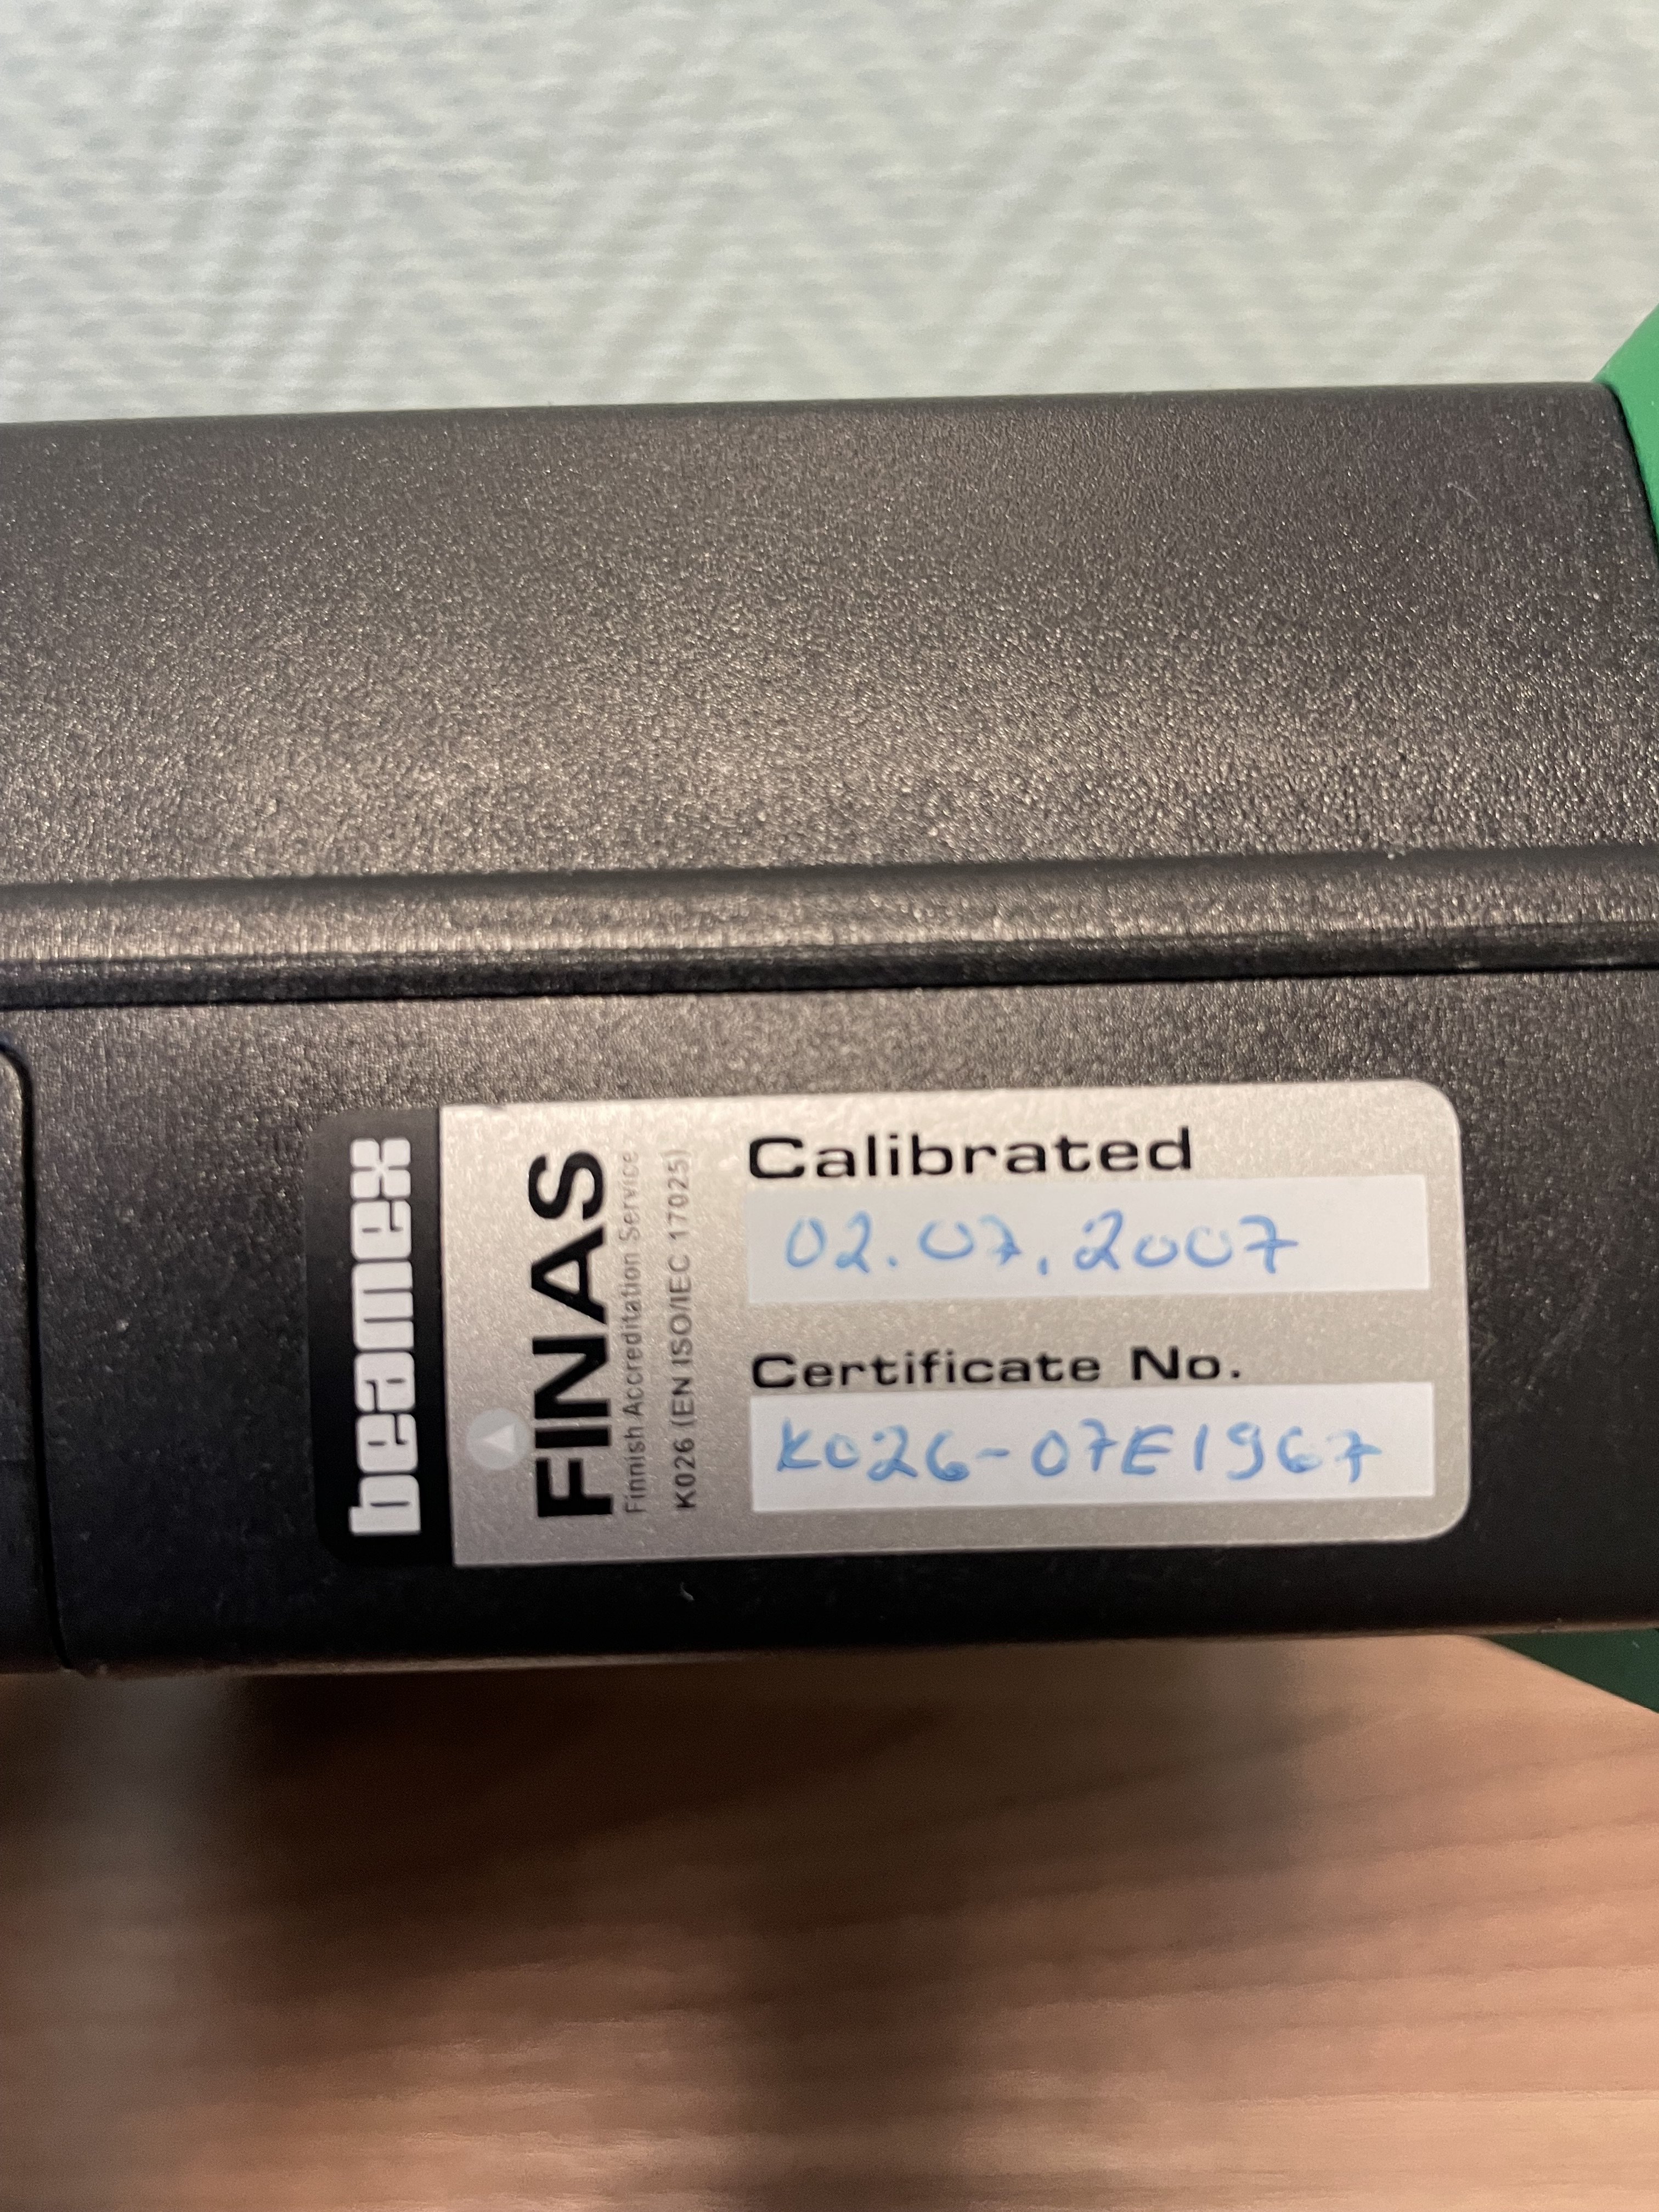 beamex
FINAS
Finnish Accreditation Service
K026 (EN ISO/IEC 17025)
Calibrated
02.07.2007
Certificate No.
K026-07E1967